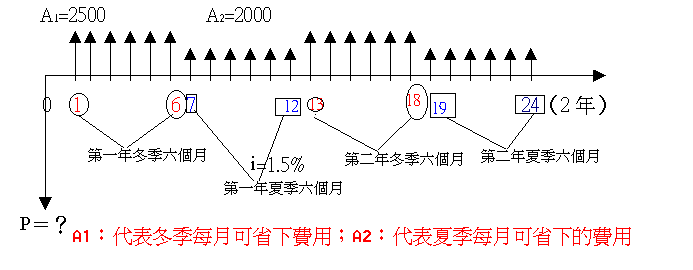 A1=2500 A2=2000
0 1 6 7 12 13 18 19 24 (2 年)
第一年冬季六個月 i=1.5% 第二年冬季六個月 第二年夏季六個月
第一年夏季六個月
P=？
A1：代表冬季每月可省下費用；A2：代表夏季每月可省下的費用